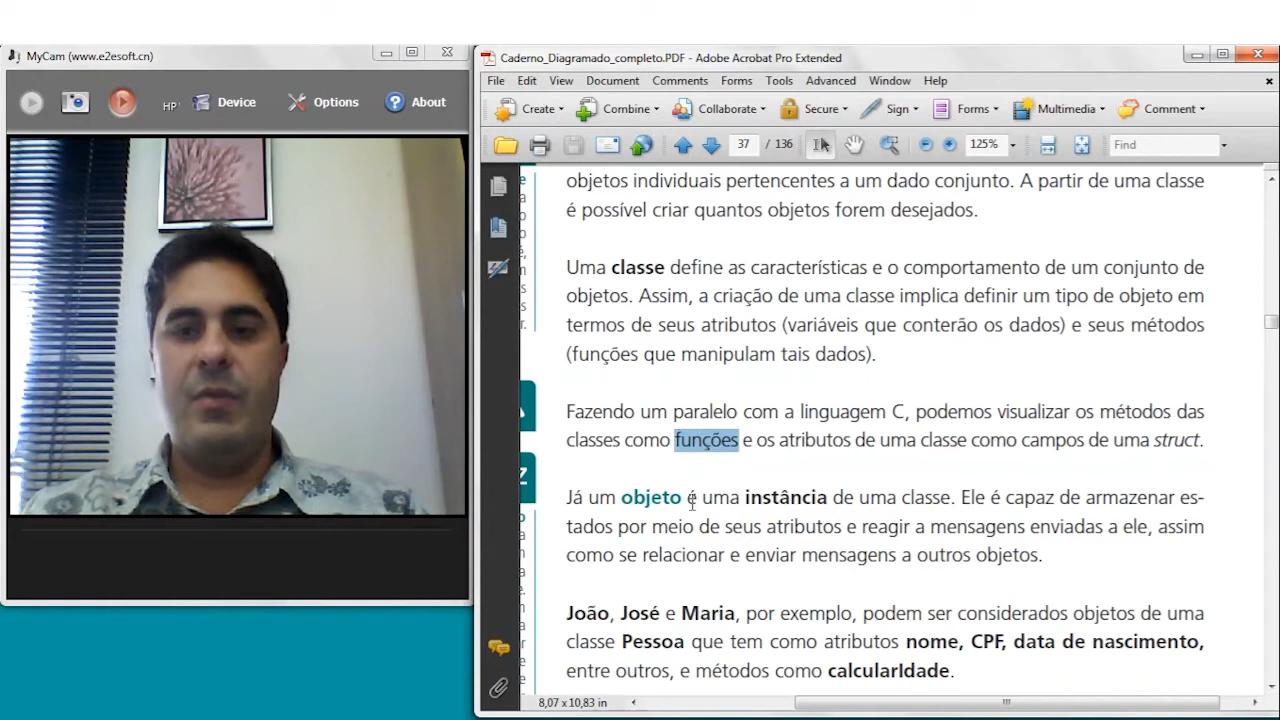 MyCam (www.e2esoft.cn)
HP
Device
Options
About
Caderno_Diagramado_completo.PDF - Adobe Acrobat Pro Extended
File Edit View Document Comments Forms Tools Advanced Window Help
Create Combine Collaborate Secure Sign Forms Multimedia Comment
37 / 136 125% Find
objetos individuais pertencentes a um dado conjunto. A partir de uma classe
é possível criar quantos objetos forem desejados.
Uma classe define as características e o comportamento de um conjunto de
objetos. Assim, a criação de uma classe implica definir um tipo de objeto em
termos de seus atributos (variáveis que conterão os dados) e seus métodos
(funções que manipulam tais dados).
Fazendo um paralelo com a linguagem C, podemos visualizar os métodos das
classes como funções e os atributos de uma classe como campos de uma struct.
Já um objeto é uma instância de uma classe. Ele é capaz de armazenar es-
tados por meio de seus atributos e reagir a mensagens enviadas a ele, assim
como se relacionar e enviar mensagens a outros objetos.
João, José e Maria, por exemplo, podem ser considerados objetos de uma
classe Pessoa que tem como atributos nome, CPF, data de nascimento,
entre outros, e métodos como calcularIdade.
8,07 x 10,83 in